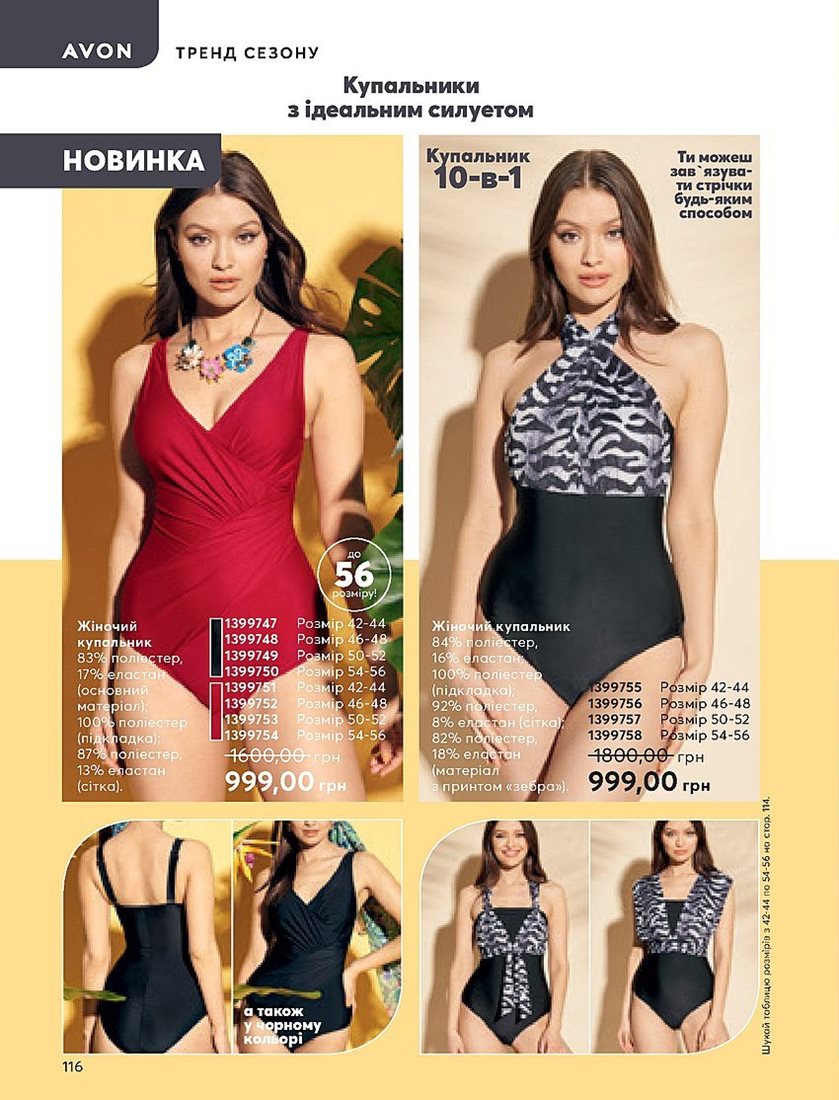 AVON
ТРЕНД СЕЗОНУ
Купальники
з ідеальним силуетом
НОВИНКА
до
56
розміру!
Жіночий
купальник
83% поліестер,
17% еластан
(основний
матеріал);
100% поліестер
(підкладка);
87% поліестер,
13% еластан
(сітка).
1399747 Розмір 42-44
1399748 Розмір 46-48
1399749 Розмір 50-52
1399750 Розмір 54-56
1399751 Розмір 42-44
1399752 Розмір 46-48
1399753 Розмір 50-52
1399754 Розмір 54-56
1600,00 грн
999,00 грн
Купальник
10-в-1
Ти можеш
зав`язува-
ти стрічки
будь-яким
способом
Жіночий купальник
84% поліестер,
16% еластан;
100% поліестер
(підкладка);
92% поліестер,
8% еластан (сітка);
82% поліестер,
18% еластан
(матеріал
з принтом «зебра»).
1399755 Розмір 42-44
1399756 Розмір 46-48
1399757 Розмір 50-52
1399758 Розмір 54-56
1800,00 грн
999,00 грн
а також
у чорному
кольорі
Шукай таблицю розмірів з 42-44 по 54-56 на стор. 114.
116